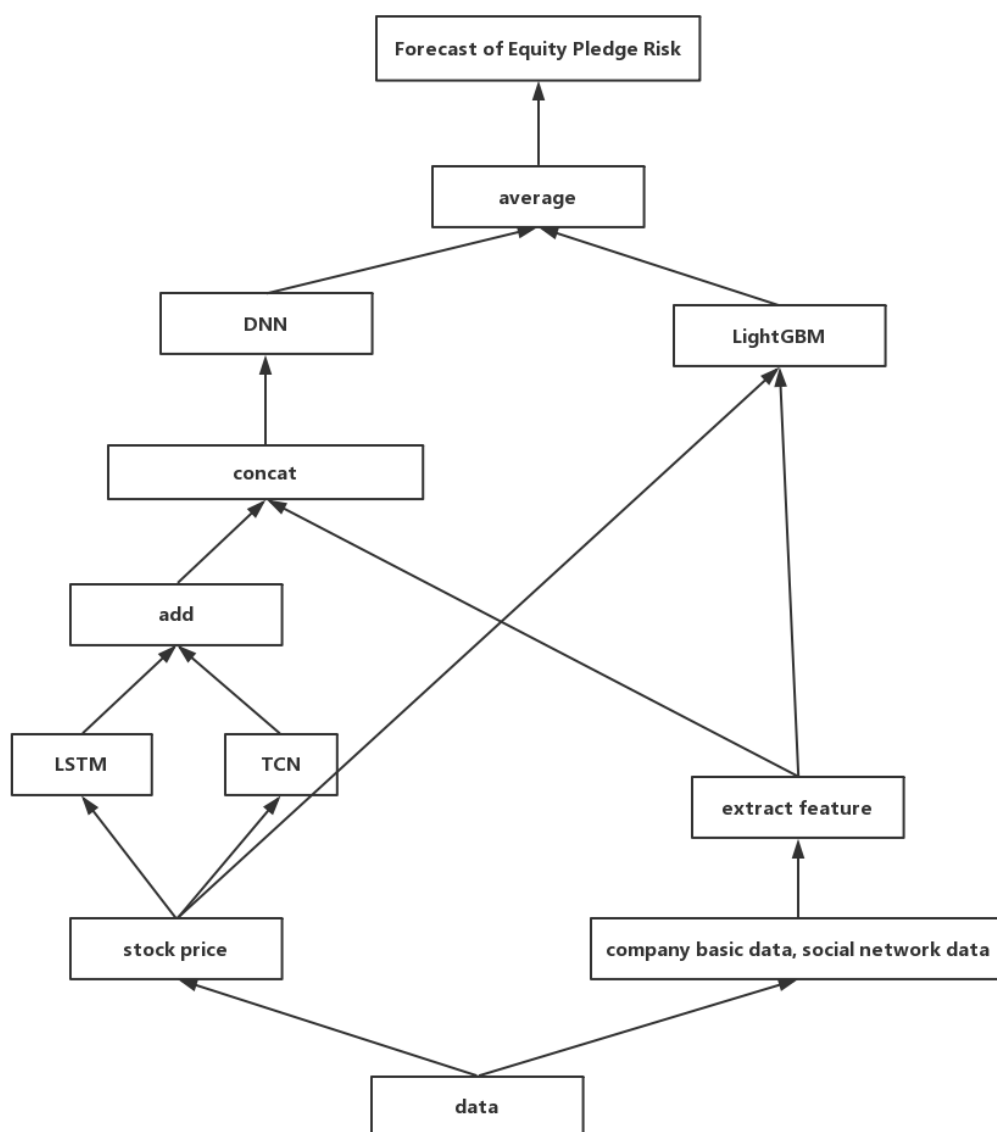 Forecast of Equity Pledge Risk
average
DNN
LightGBM
concat
add
LSTM
TCN
extract feature
stock price
company basic data, social network data
data